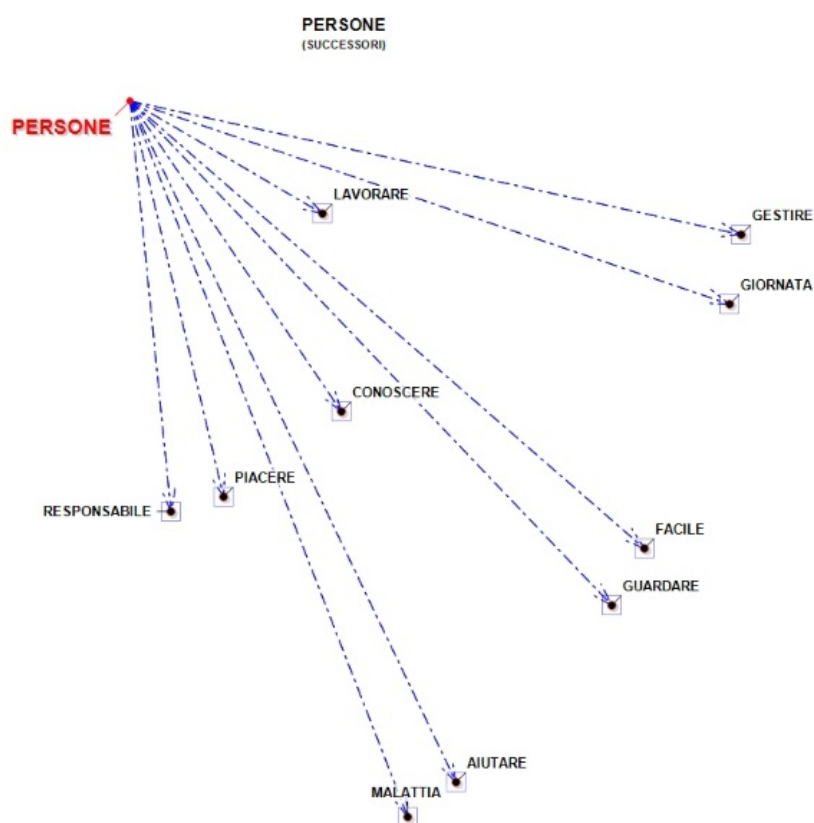 PERSONE
(SUCCESSORI)
PERSONE
LAVORARE
GESTIRE
GIORNATA
CONOSCERE
PIACERE
RESPONSABILE
FACILE
GUARDARE
AIUTARE
MALATTIA